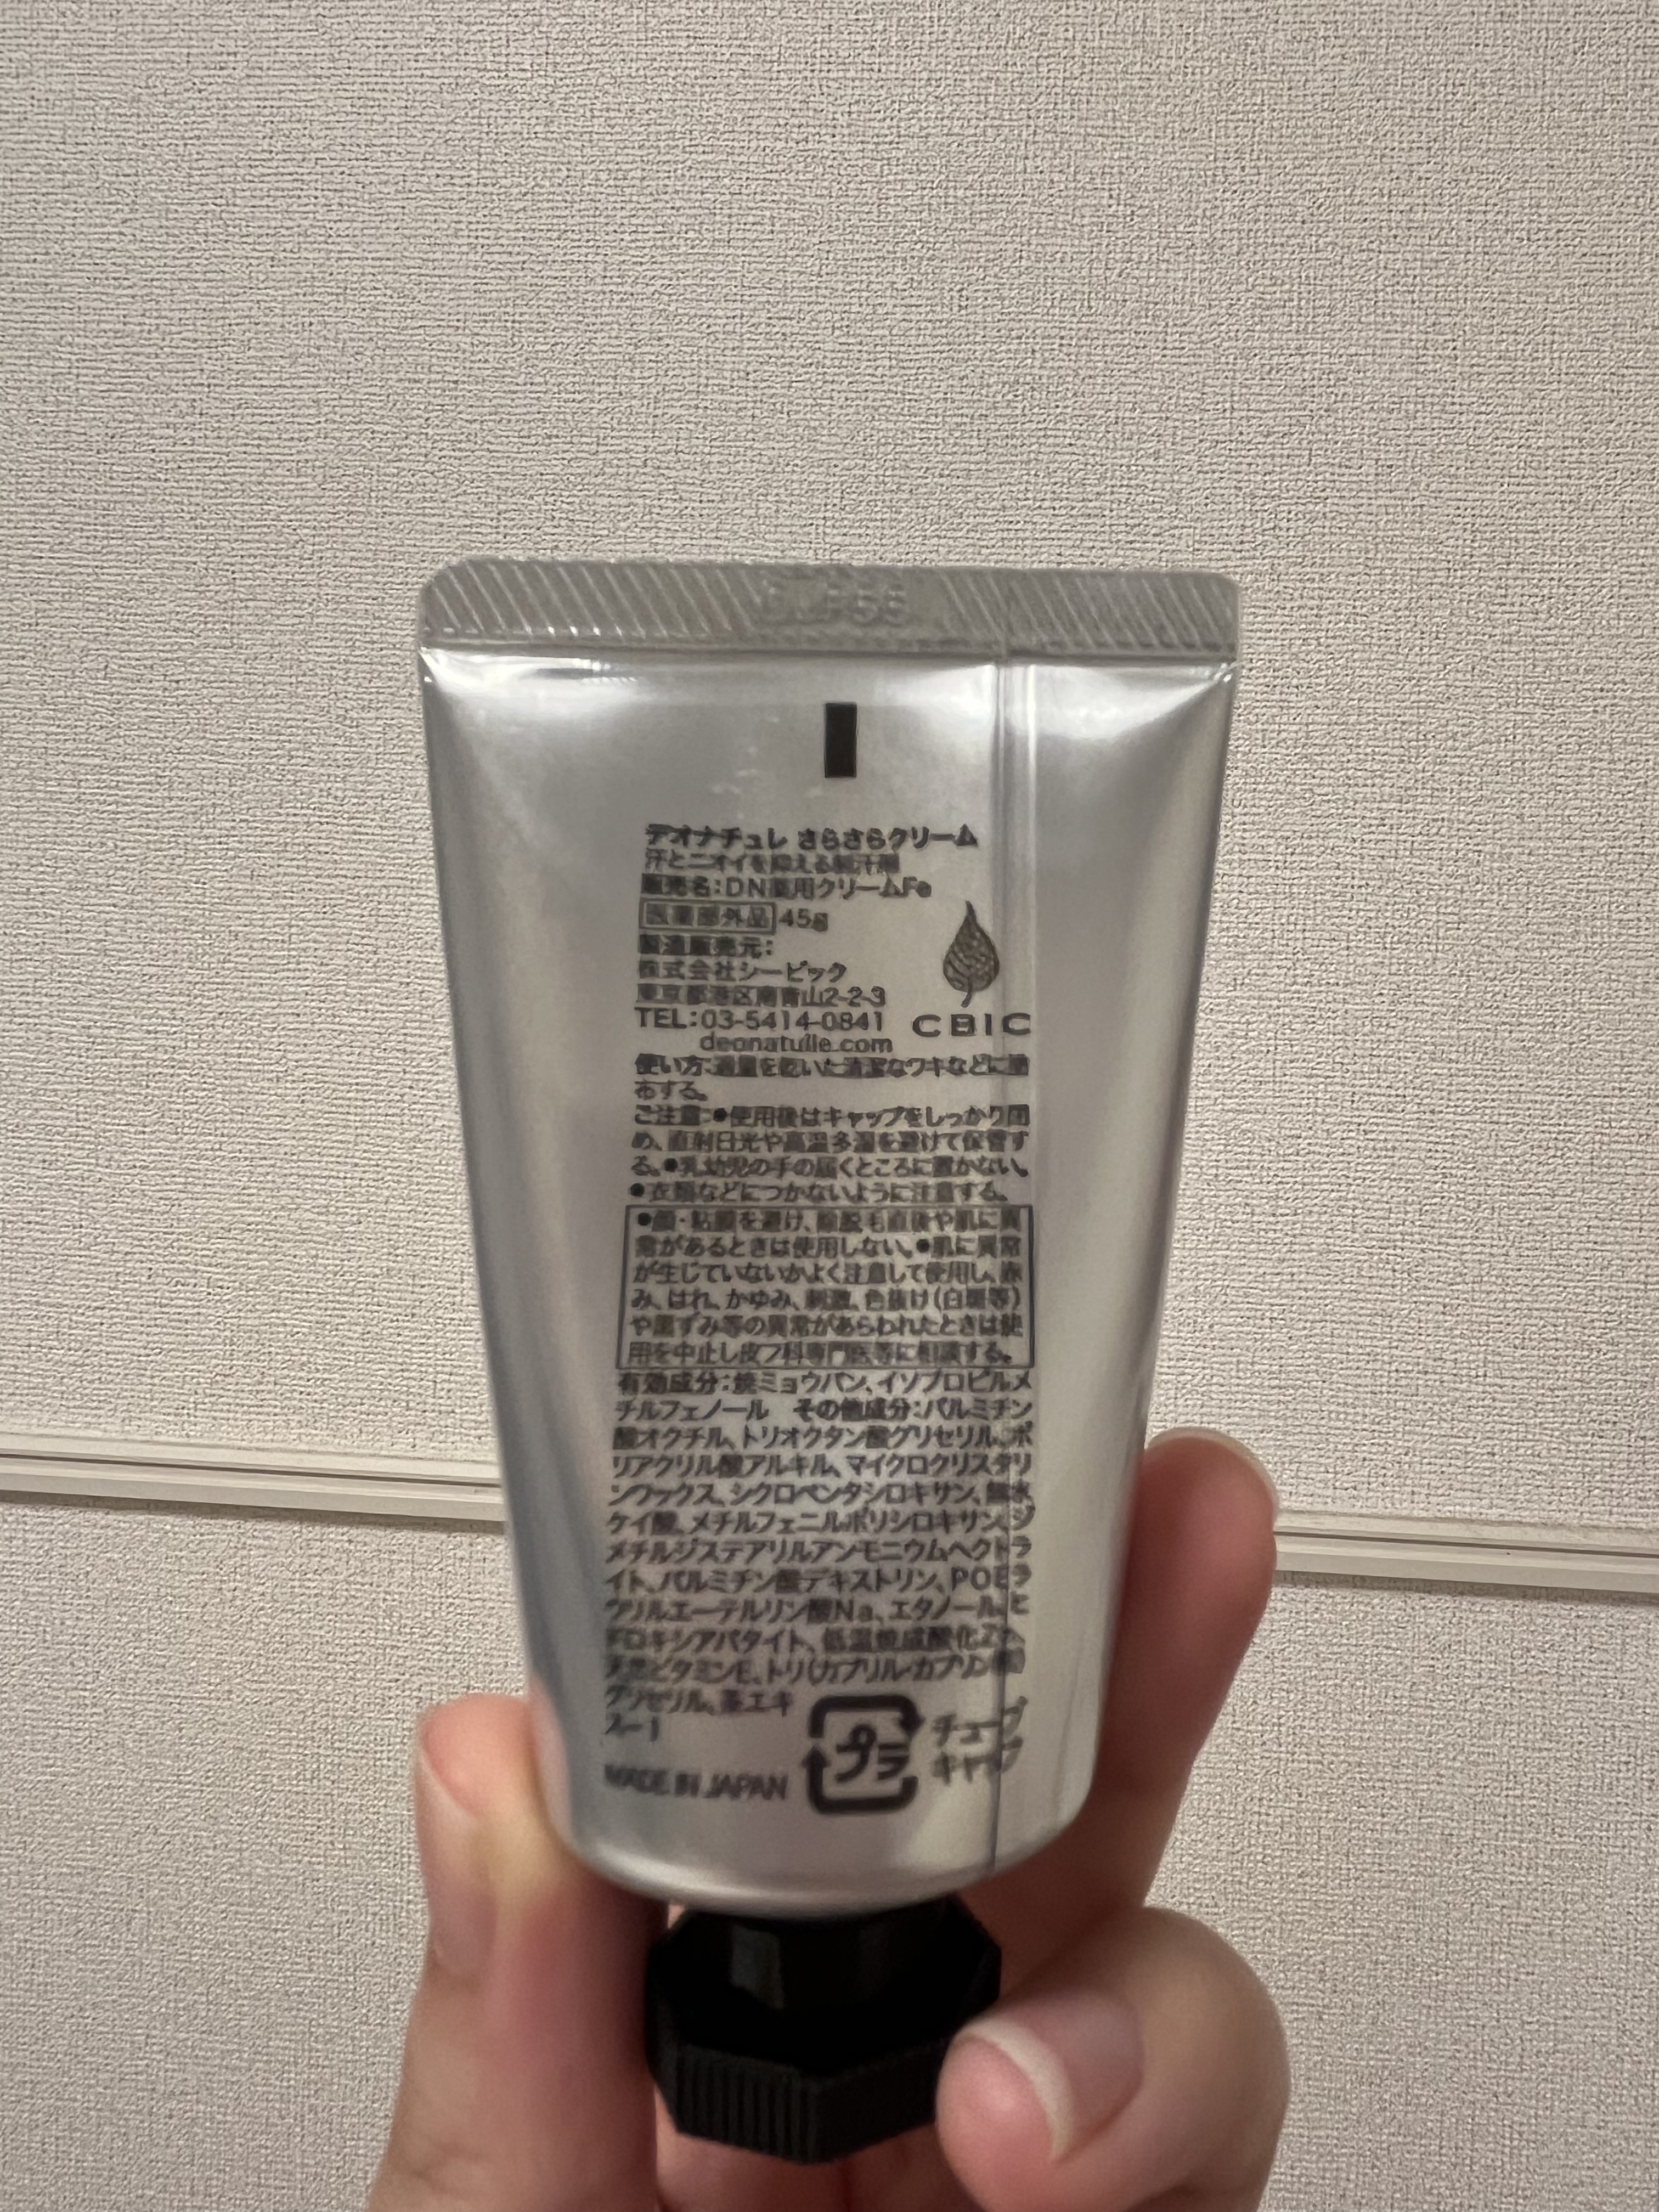 デオナチュレ さらさらクリーム
汗とニオイを抑える制汗剤
販売名:DN薬用クリームFe
医薬部外品 45g
製造販売元:
株式会社シービック
東京都港区南青山2-2-3
TEL:03-5414-0841
deonatulle.com
CBIC
使い方:適量を乾いた清潔なワキなどに塗
布する。
ご注意:●使用後はキャップをしっかり閉
め、直射日光や高温多湿を避けて保管す
る。●乳幼児の手の届くところに置かない。
●衣類などにつかないように注意する。
●顔・粘膜を避け、除脱毛直後や肌に異
常があるときは使用しない。●肌に異常
が生じていないかよく注意して使用し、赤
み、はれ、かゆみ、刺激、色抜け(白斑等)
や黒ずみ等の異常があらわれたときは使
用を中止し皮フ科専門医等に相談する。
有効成分:焼ミョウバン、イソプロピルメ
チルフェノール その他成分:パルミチン
酸オクチル、トリオクタン酸グリセリル、ポ
リアクリル酸アルキル、マイクロクリスタリ
ンワックス、シクロペンタシロキサン、無水
ケイ酸、メチルフェニルポリシロキサン、ジ
メチルジステアリルアンモニウムヘクトラ
イト、パルミチン酸デキストリン、POEラ
ウリルエーテルリン酸Na、エタノール、ヒ
ドロキシアパタイト、低温焼成酸化Zn、
天然ビタミンE、トリ(カプリル・カプリン酸)
グリセリル、茶エキ
ス-1
MADE IN JAPAN
プラ
チューブ
キャップ